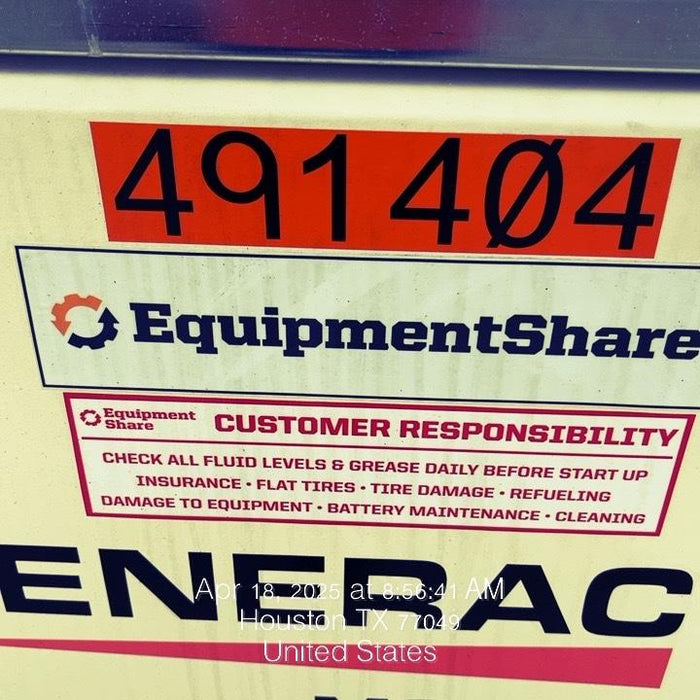 491404
EquipmentShare
Equipment
Share
CUSTOMER RESPONSIBILITY
CHECK ALL FLUID LEVELS & GREASE DAILY BEFORE START UP
INSURANCE • FLAT TIRES • TIRE DAMAGE • REFUELING
DAMAGE TO EQUIPMENT • BATTERY MAINTENANCE • CLEANING
ENERAC
Apr 18, 2025 at 8:56:41 AM
Houston TX 77049
United States